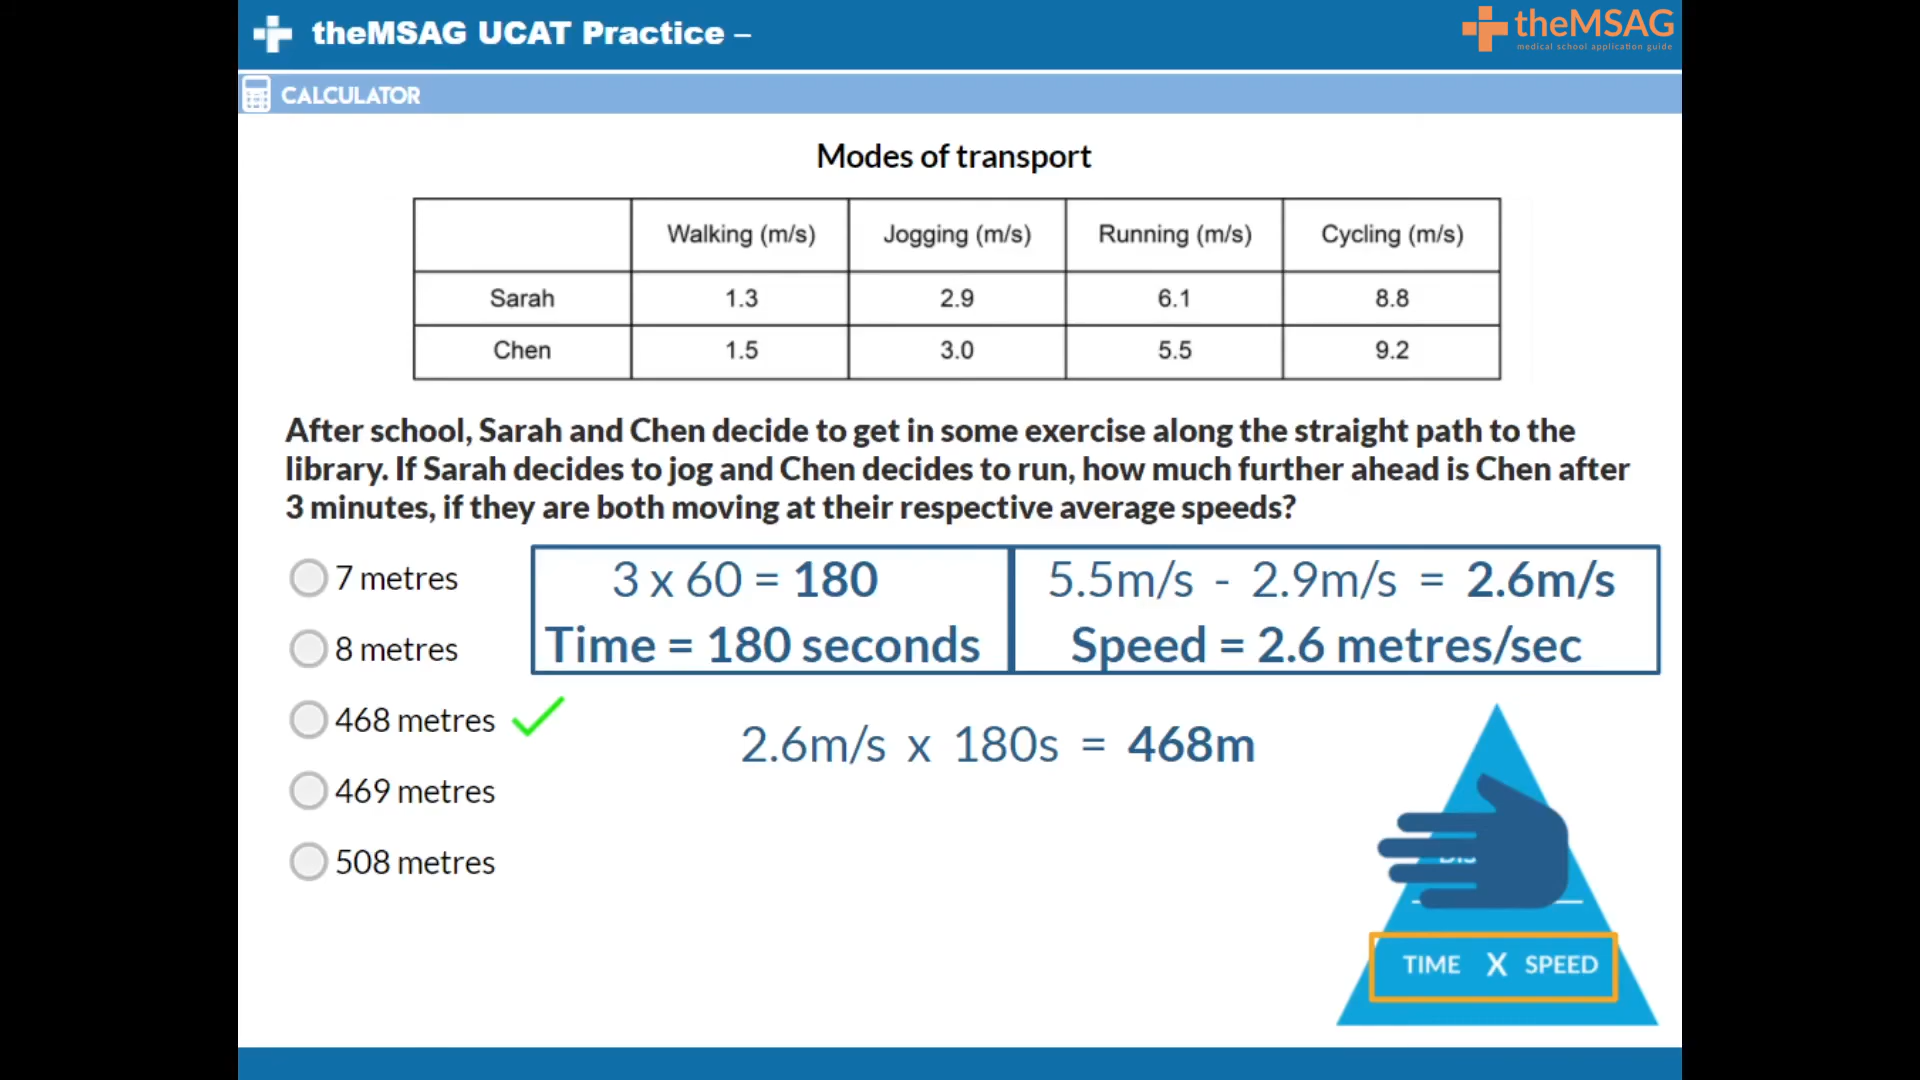 theMSAG UCAT Practice –
theMSAG
medical school application guide
CALCULATOR
Modes of transport
Walking (m/s) Jogging (m/s) Running (m/s) Cycling (m/s)
Sarah 1.3 2.9 6.1 8.8
Chen 1.5 3.0 5.5 9.2
After school, Sarah and Chen decide to get in some exercise along the straight path to the
library. If Sarah decides to jog and Chen decides to run, how much further ahead is Chen after
3 minutes, if they are both moving at their respective average speeds?
7 metres
8 metres
468 metres
469 metres
508 metres
3 x 60 = 180
Time = 180 seconds
5.5m/s - 2.9m/s = 2.6m/s
Speed = 2.6 metres/sec
2.6m/s x 180s = 468m
TIME X SPEED